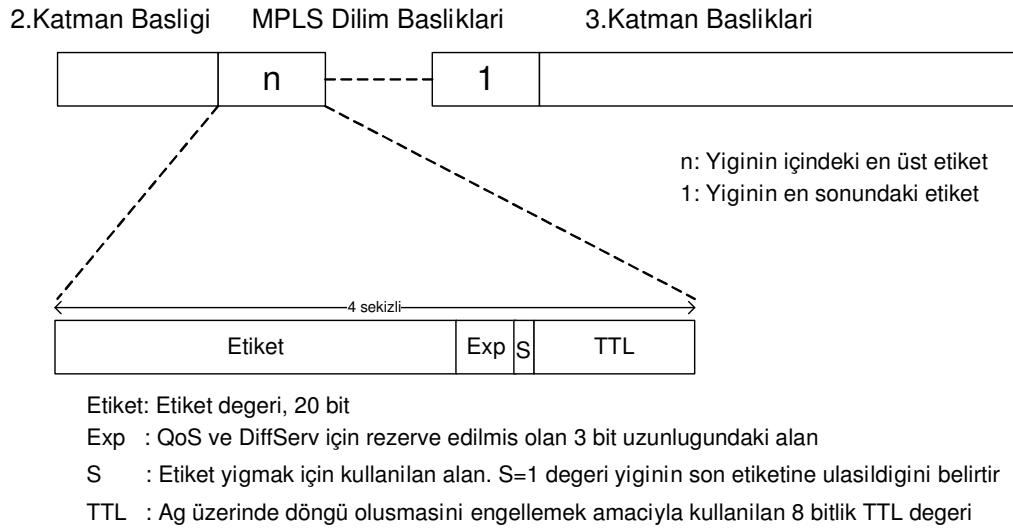 2.Katman Basligi MPLS Dilim Basliklari 3.Katman Basliklari
n 1
n: Yiginin içindeki en üst etiket
1: Yiginin en sonundaki etiket
4 sekizli
Etiket Exp S TTL
Etiket: Etiket degeri, 20 bit
Exp : QoS ve DiffServ için rezerve edilmis olan 3 bit uzunlugundaki alan
S : Etiket yigmak için kullanilan alan. S=1 degeri yiginin son etiketine ulasildigini belirtir
TTL : Ag üzerinde döngü olusmasini engellemek amaciyla kullanilan 8 bitlik TTL degeri